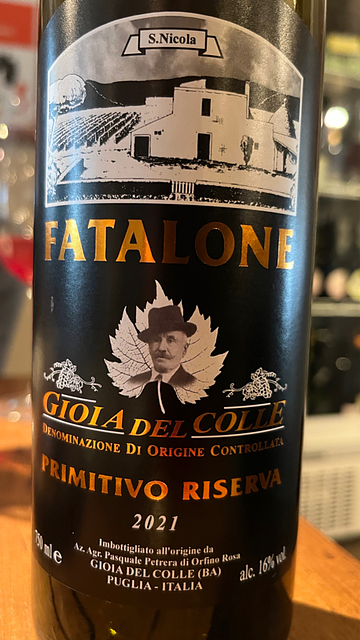 S.Nicola
FATALONE
GIOIA DEL COLLE
DENOMINAZIONE DI ORIGINE CONTROLLATA
PRIMITIVO RISERVA
2021
750 ml e
Imbottigliato all'origine da
Az. Agr. Pasquale Petrera di Orfino Rosa
GIOIA DEL COLLE (BA)
PUGLIA - ITALIA
alc. 16% vol.